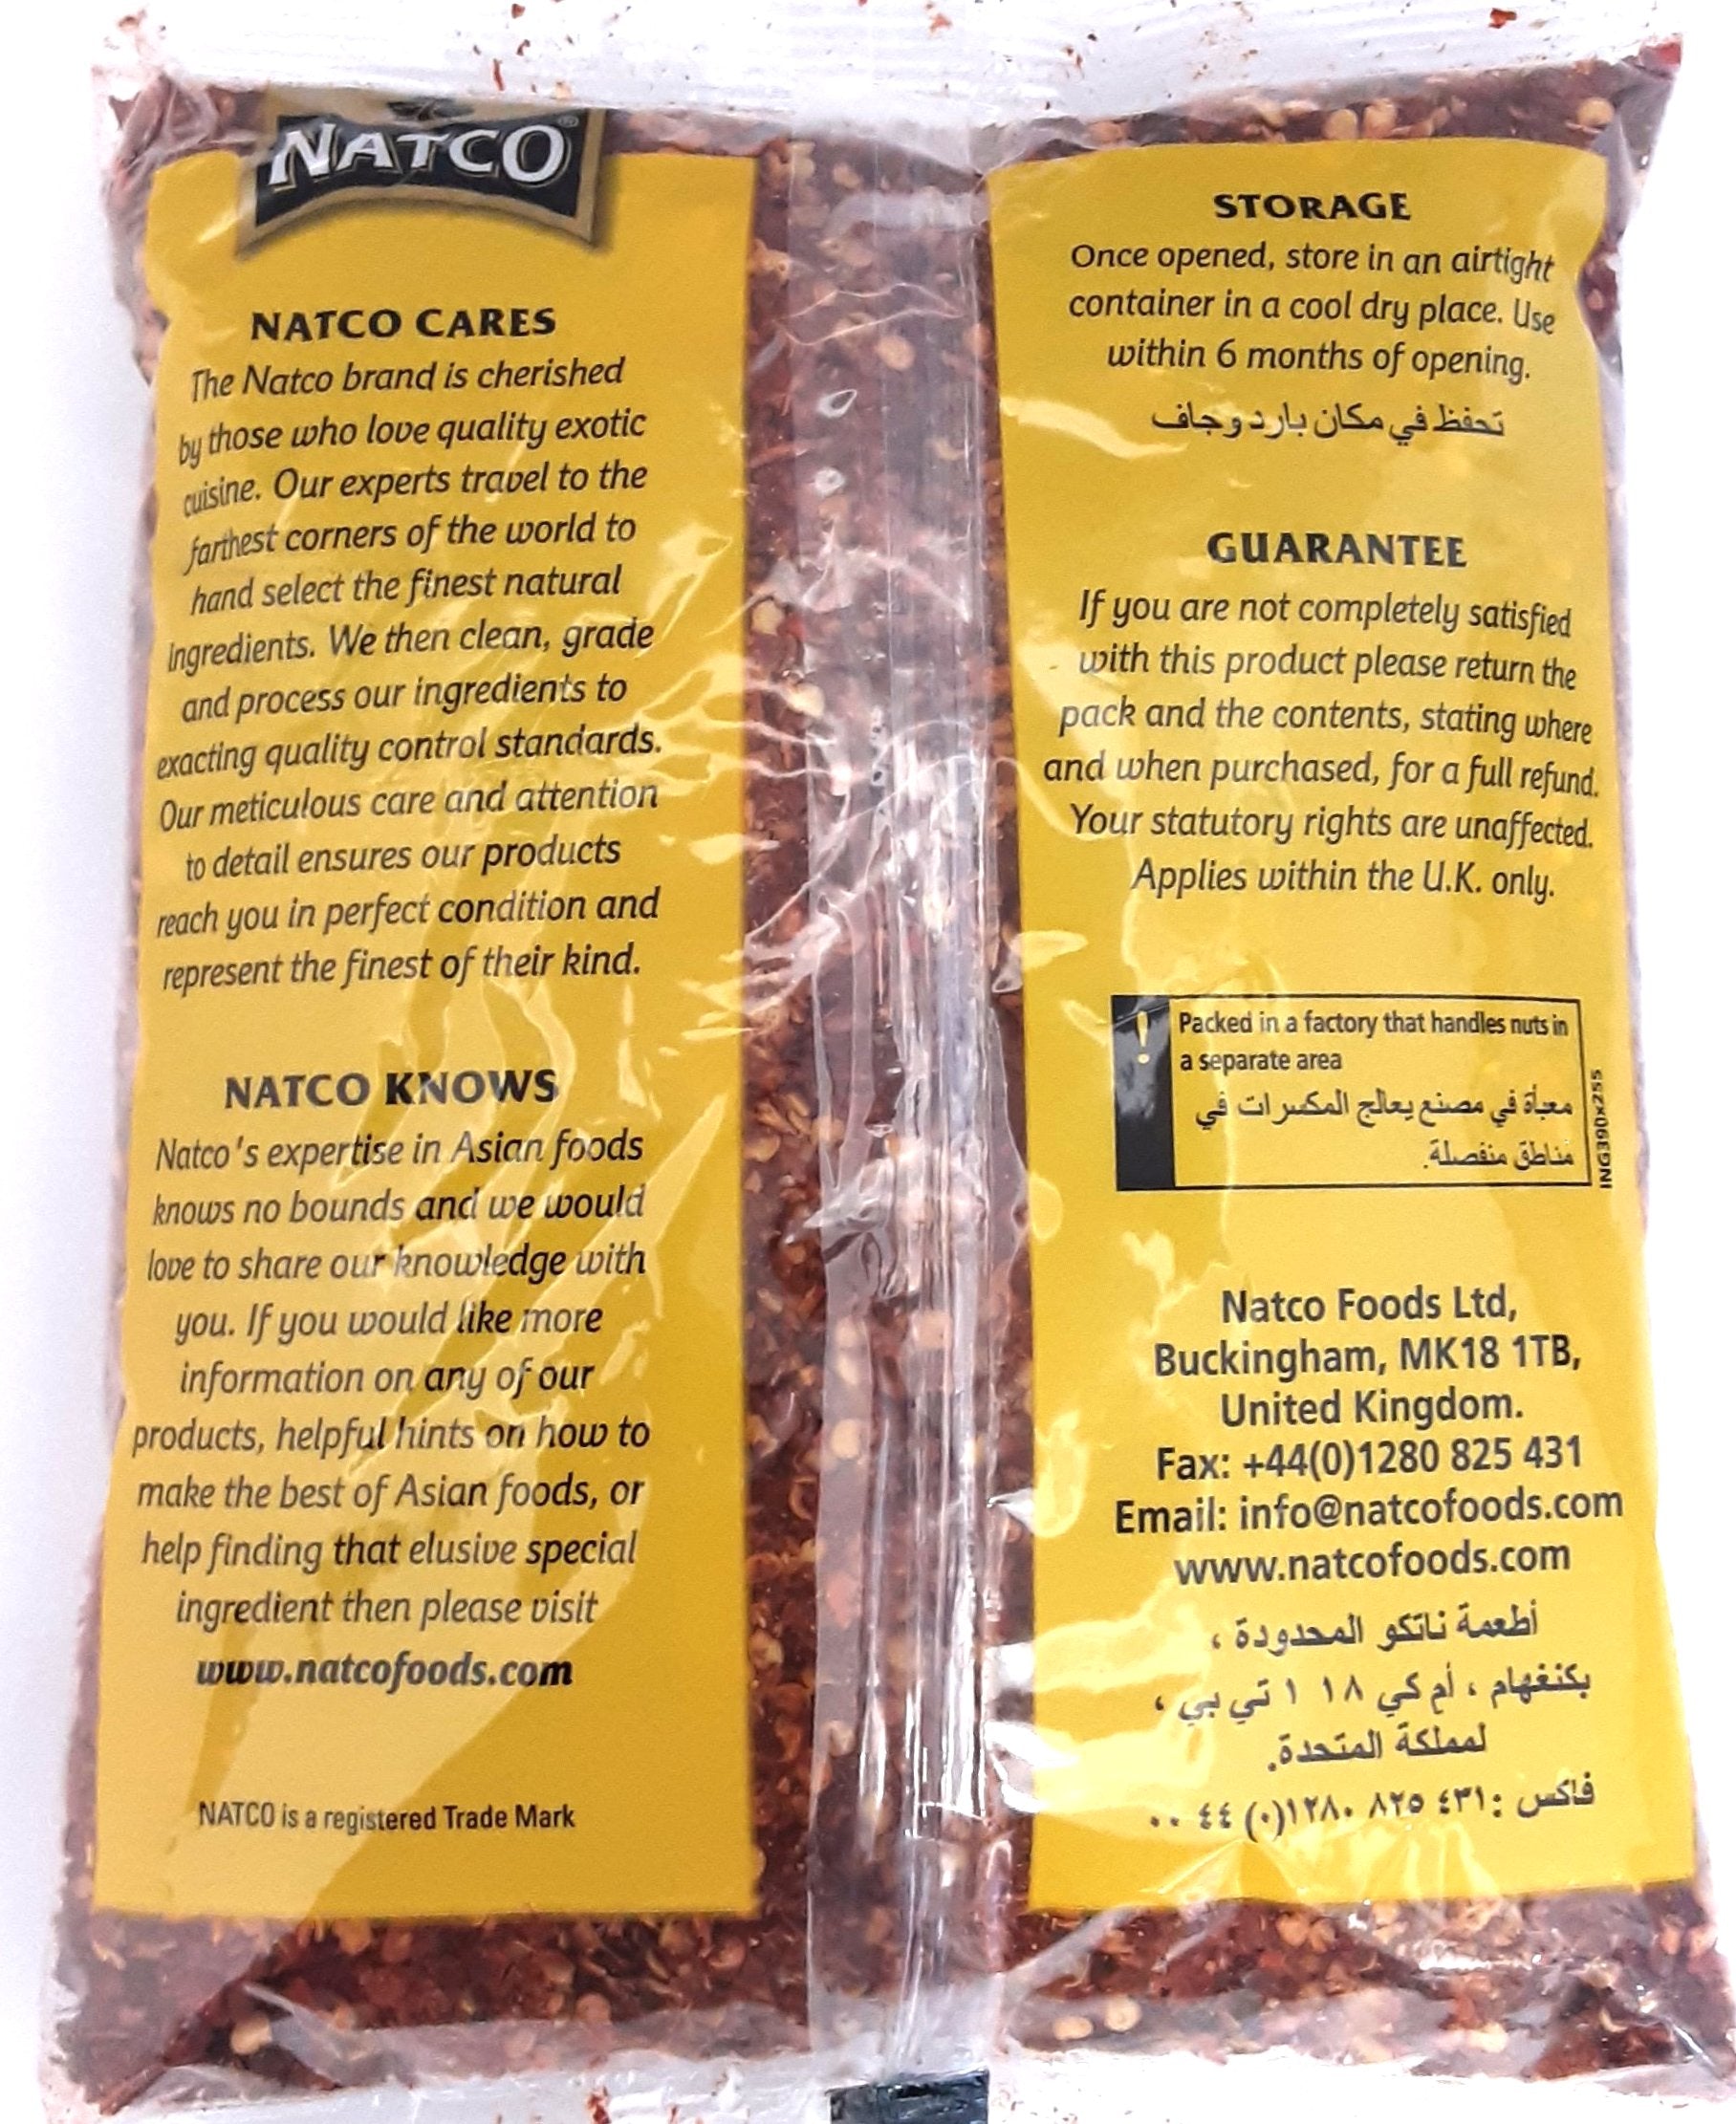 NATCO®
NATCO CARES
The Natco brand is cherished
by those who love quality exotic
cuisine. Our experts travel to the
farthest corners of the world to
hand select the finest natural
ingredients. We then clean, grade
and process our ingredients to
exacting quality control standards.
Our meticulous care and attention
to detail ensures our products
reach you in perfect condition and
represent the finest of their kind.
NATCO KNOWS
Natco's expertise in Asian foods
knows no bounds and we would
love to share our knowledge with
you. If you would like more
information on any of our
products, helpful hints on how to
make the best of Asian foods, or
help finding that elusive special
ingredient then please visit
www.natcofoods.com
NATCO is a registered Trade Mark
STORAGE
Once opened, store in an airtight
container in a cool dry place. Use
within 6 months of opening.
تحفظ في مكان بارد وجاف
GUARANTEE
If you are not completely satisfied
with this product please return the
pack and the contents, stating where
and when purchased, for a full refund.
Your statutory rights are unaffected.
Applies within the U.K. only.
! Packed in a factory that handles nuts in
a separate area
معبأة في مصنع يعالج المكسرات في
مناطق منفصلة.
ING390x255
Natco Foods Ltd,
Buckingham, MK18 1TB,
United Kingdom.
Fax: +44(0)1280 825 431
Email: info@natcofoods.com
www.natcofoods.com
أطعمة ناتكو المحدودة ،
بكنغهام ، أم كي ١٨ ١ تي بي ،
لمملكة المتحدة.
فاكس :٤٣١ ٨٢٥ ١٢٨٠(٠) ٤٤ ٠٠